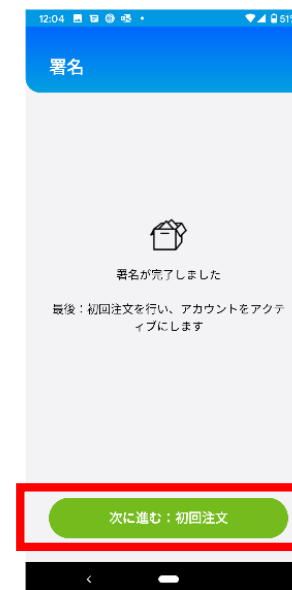 12:04
51%
署名
署名が完了しました
最後：初回注文を行い、アカウントをアクテ
ィブにします
次に進む：初回注文